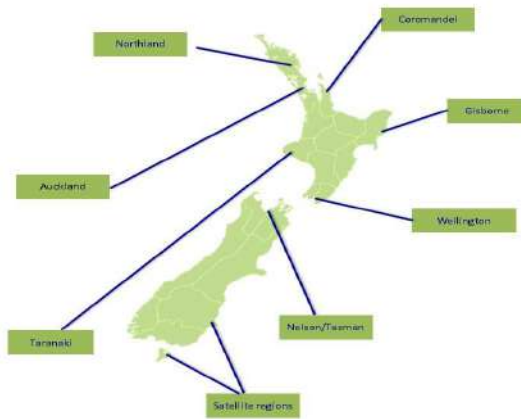 Coromandel
Northland
Gisborne
Auckland
Wellington
Nelson/Tasman
Taranaki
Satellite regions